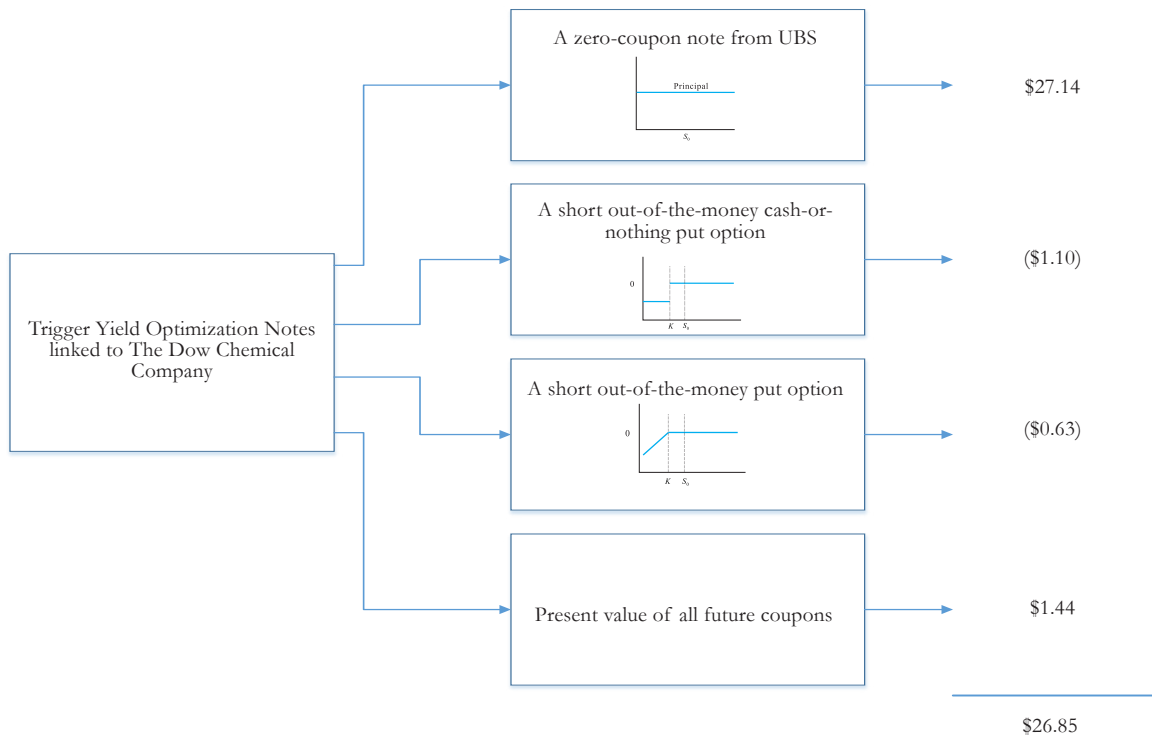 A zero-coupon note from UBS
Principal
S0
$27.14
A short out-of-the-money cash-or-
nothing put option
0
K S0
($1.10)
Trigger Yield Optimization Notes
linked to The Dow Chemical
Company
A short out-of-the-money put option
0
K S0
($0.63)
Present value of all future coupons
$1.44
$26.85